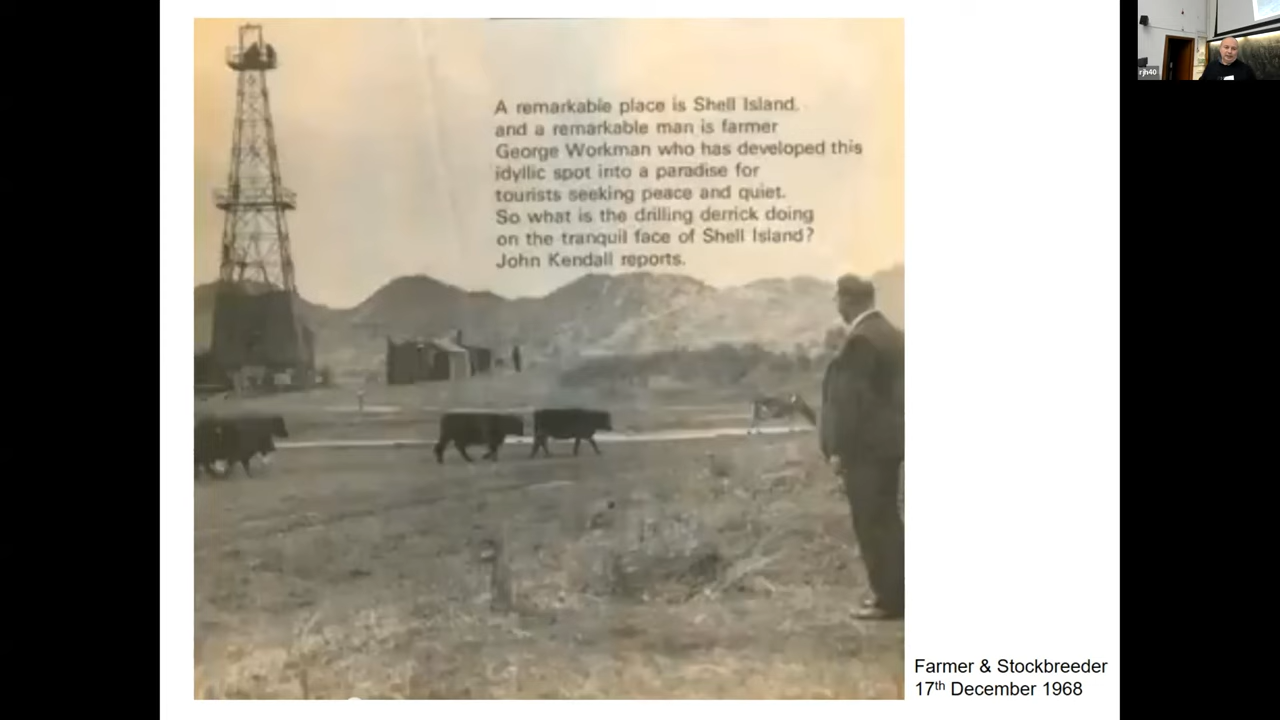 A remarkable place is Shell Island,
and a remarkable man is farmer
George Workman who has developed this
idyllic spot into a paradise for
tourists seeking peace and quiet.
So what is the drilling derrick doing
on the tranquil face of Shell Island?
John Kendall reports.
Farmer & Stockbreeder
17th December 1968
rjh40